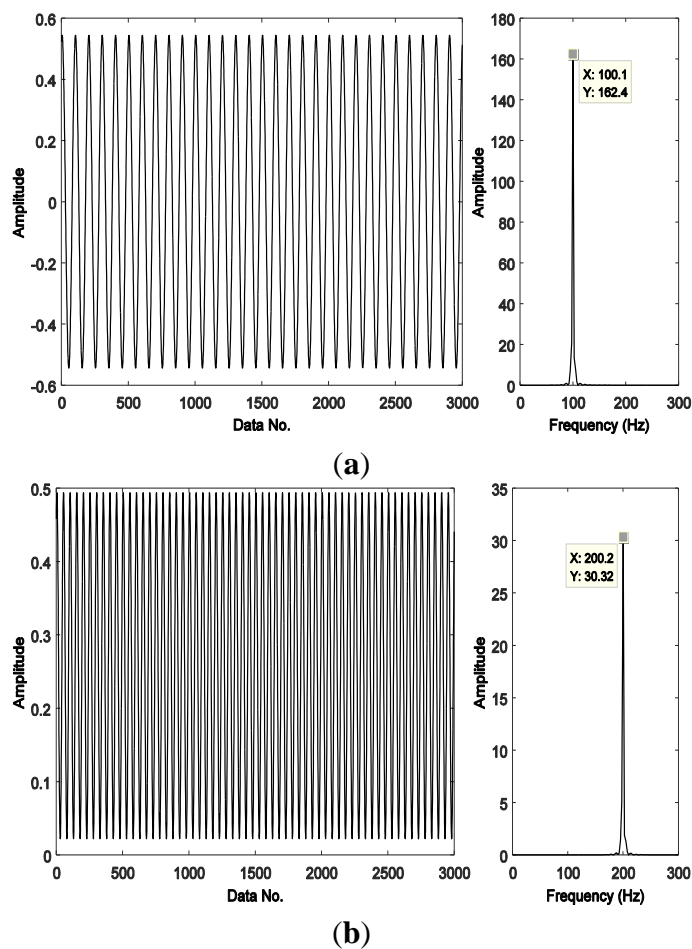 0.6
0.4
0.2
0
-0.2
-0.4
-0.6
Amplitude
0 500 1000 1500 2000 2500 3000
Data No.
180
160
140
120
100
80
60
40
20
0
Amplitude
X: 100.1
Y: 162.4
0 100 200 300
Frequency (Hz)
(a)
0.5
0.4
0.3
0.2
0.1
0
Amplitude
0 500 1000 1500 2000 2500 3000
Data No.
35
30
25
20
15
10
5
0
Amplitude
X: 200.2
Y: 30.32
0 100 200 300
Frequency (Hz)
(b)